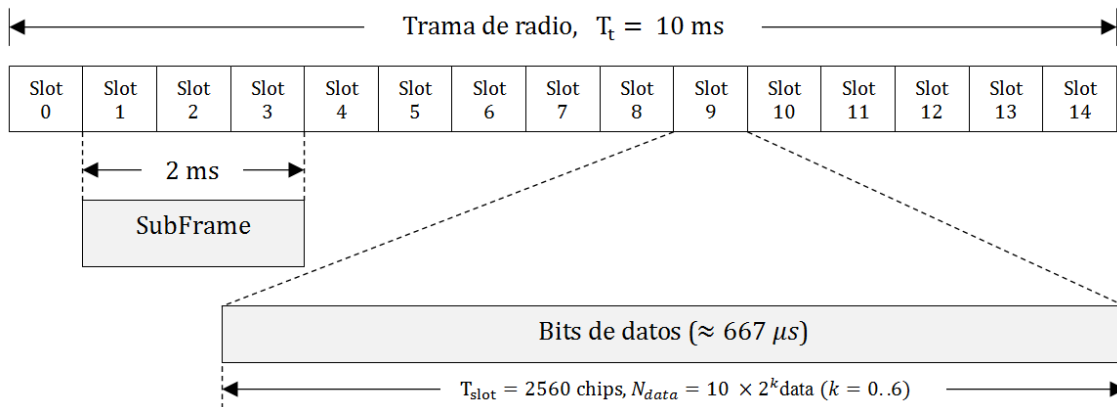 Trama de radio, Tₜ = 10 ms
Slot 0
Slot 1
Slot 2
Slot 3
Slot 4
Slot 5
Slot 6
Slot 7
Slot 8
Slot 9
Slot 10
Slot 11
Slot 12
Slot 13
Slot 14
2 ms
SubFrame
Bits de datos (≈ 667 μs)
T_slot = 2560 chips, N_data = 10 × 2^k data (k = 0..6)